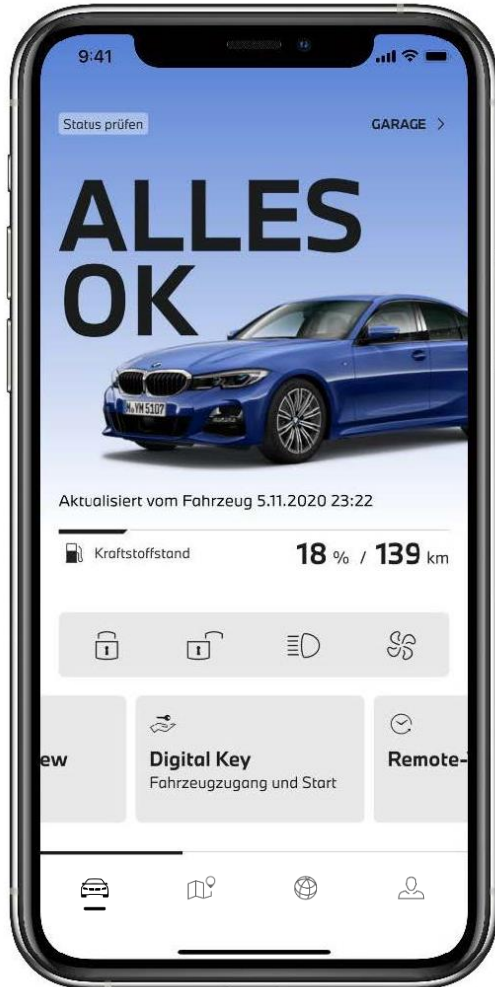 9:41
Status prüfen
GARAGE >
ALLES
OK
M.YM 5107
Aktualisiert vom Fahrzeug 5.11.2020 23:22
Kraftstoffstand 18 % / 139 km
ew
Digital Key
Fahrzeugzugang und Start
Remote-